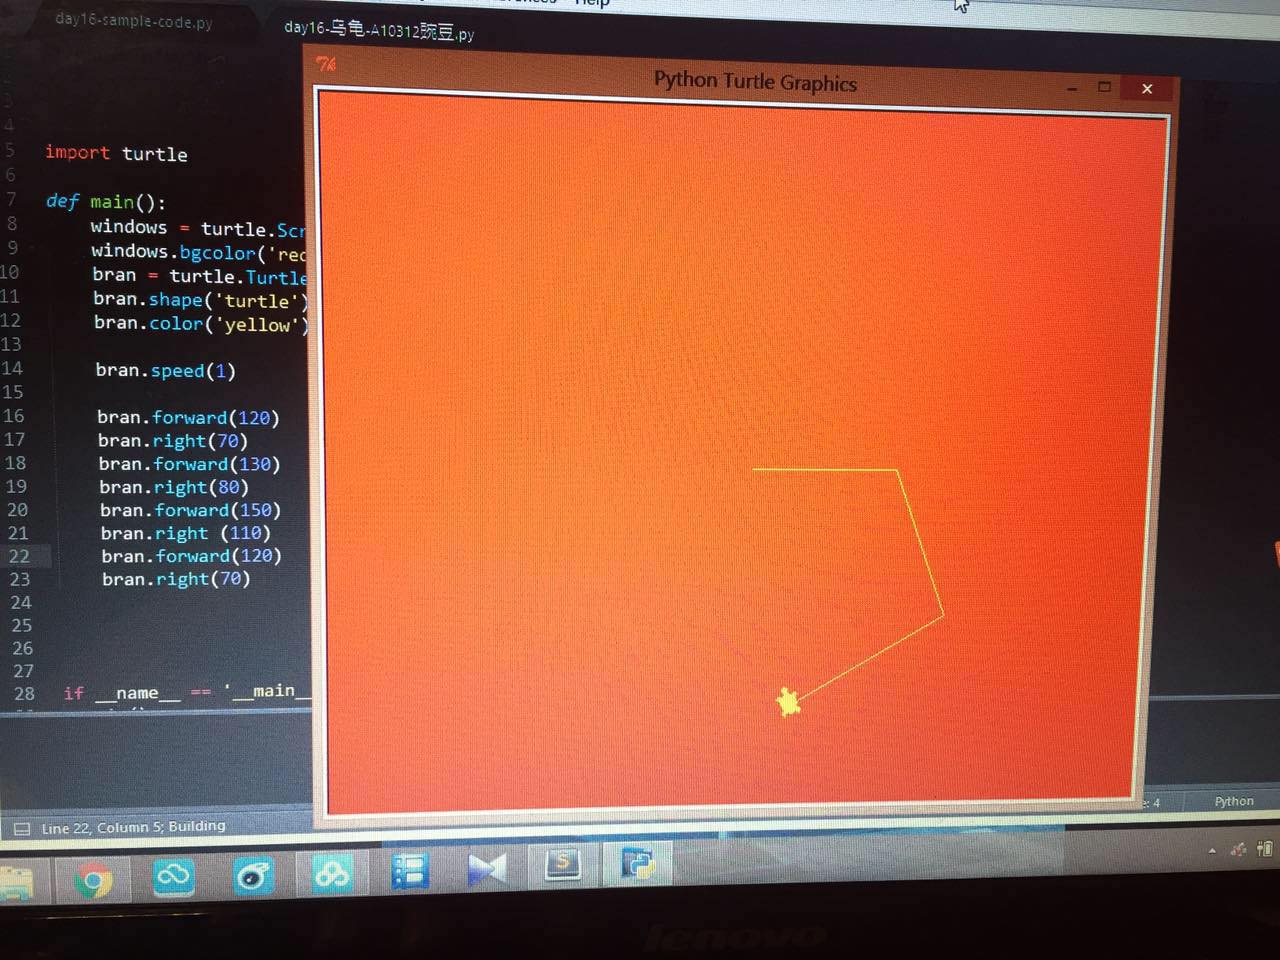 Help
day16-sample-code.py
day16-乌龟-A10312豌豆.py
Python Turtle Graphics
4
5 import turtle
6
7 def main():
8 windows = turtle.Scr
9 windows.bgcolor('rec
10 bran = turtle.Turtle
11 bran.shape('turtle')
12 bran.color('yellow')
13
14 bran.speed(1)
15
16 bran.forward(120)
17 bran.right(70)
18 bran.forward(130)
19 bran.right(80)
20 bran.forward(150)
21 bran.right (110)
22 bran.forward(120)
23 bran.right(70)
24
25
26
27
28 if __name__ == '__main__
Line 22, Column 5; Building
: 4
Python
lenovo